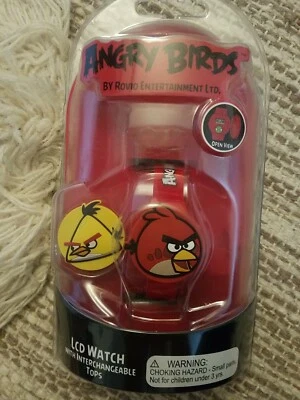 ANGRY BIRDS
BY ROVIO ENTERTAINMENT LTD.
OPEN VIEW
LCD WATCH
WITH INTERCHANGEABLE
TOPS
WARNING:
CHOKING HAZARD - Small parts.
Not for children under 3 yrs.